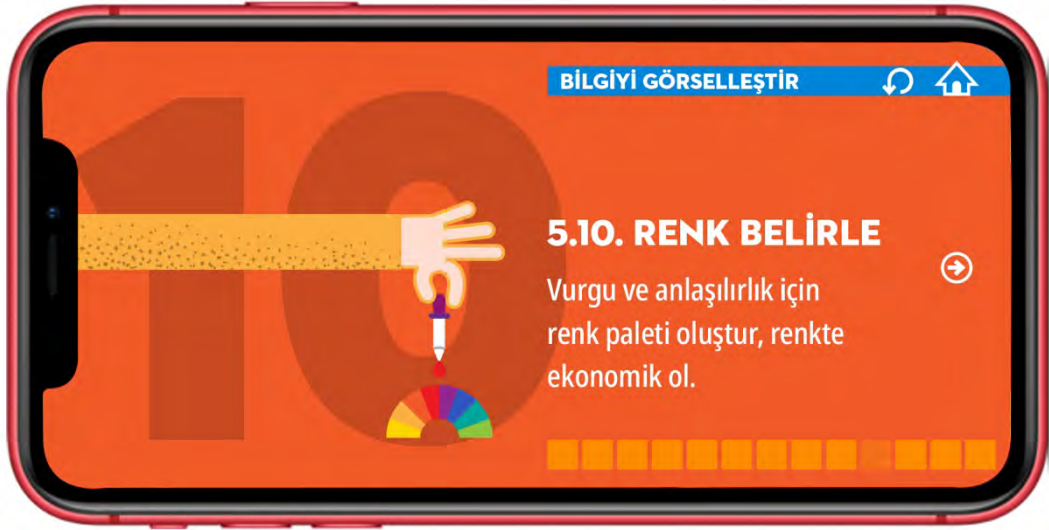 BİLGİYİ GÖRSELLEŞTİR
10
5.10. RENK BELİRLE
Vurgu ve anlaşılırlık için
renk paleti oluştur, renkte
ekonomik ol.